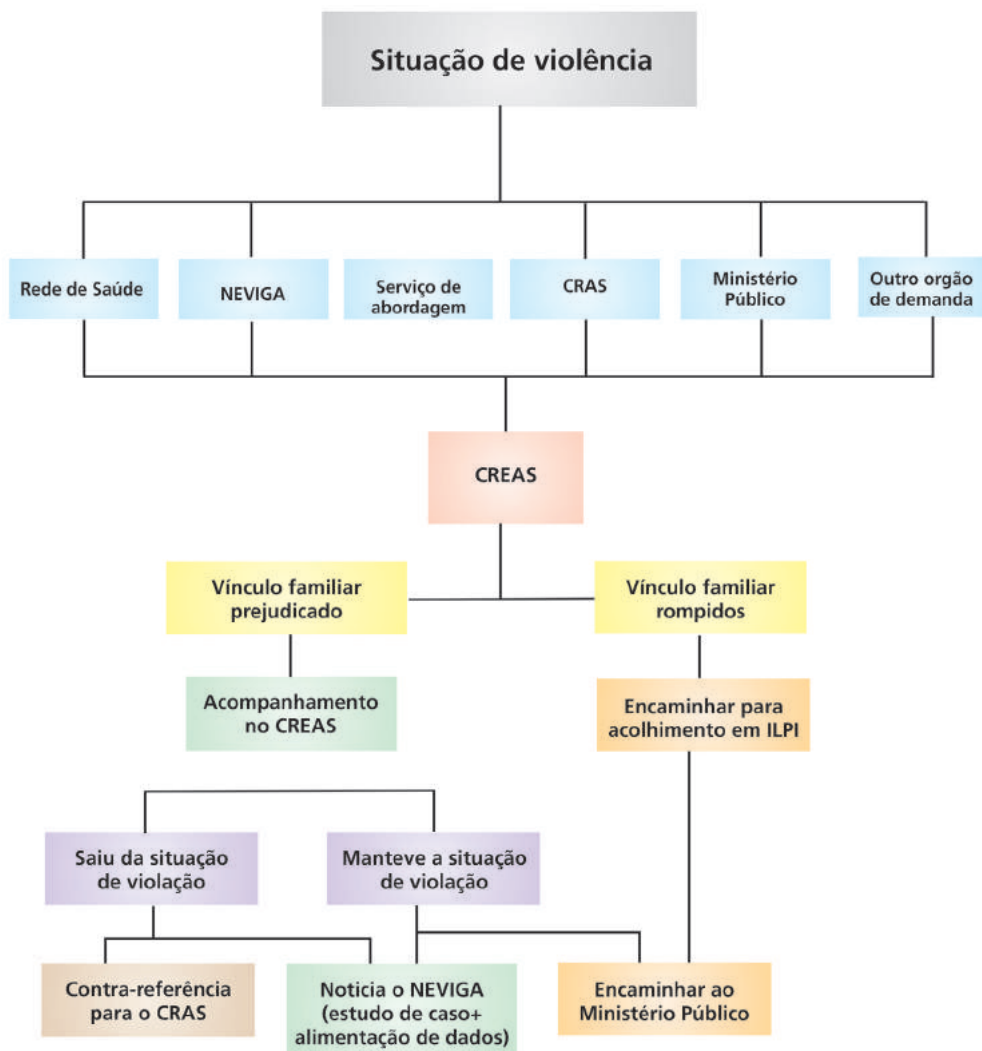 Situação de violência
Rede de Saúde
NEVIGA
Serviço de
abordagem
CRAS
Ministério
Público
Outro orgão
de demanda
CREAS
Vínculo familiar
prejudicado
Vínculo familiar
rompidos
Acompanhamento
no CREAS
Encaminhar para
acolhimento em ILPI
Saiu da situação
de violação
Manteve a situação
de violação
Contra-referência
para o CRAS
Noticia o NEVIGA
(estudo de caso+
alimentação de dados)
Encaminhar ao
Ministério Público